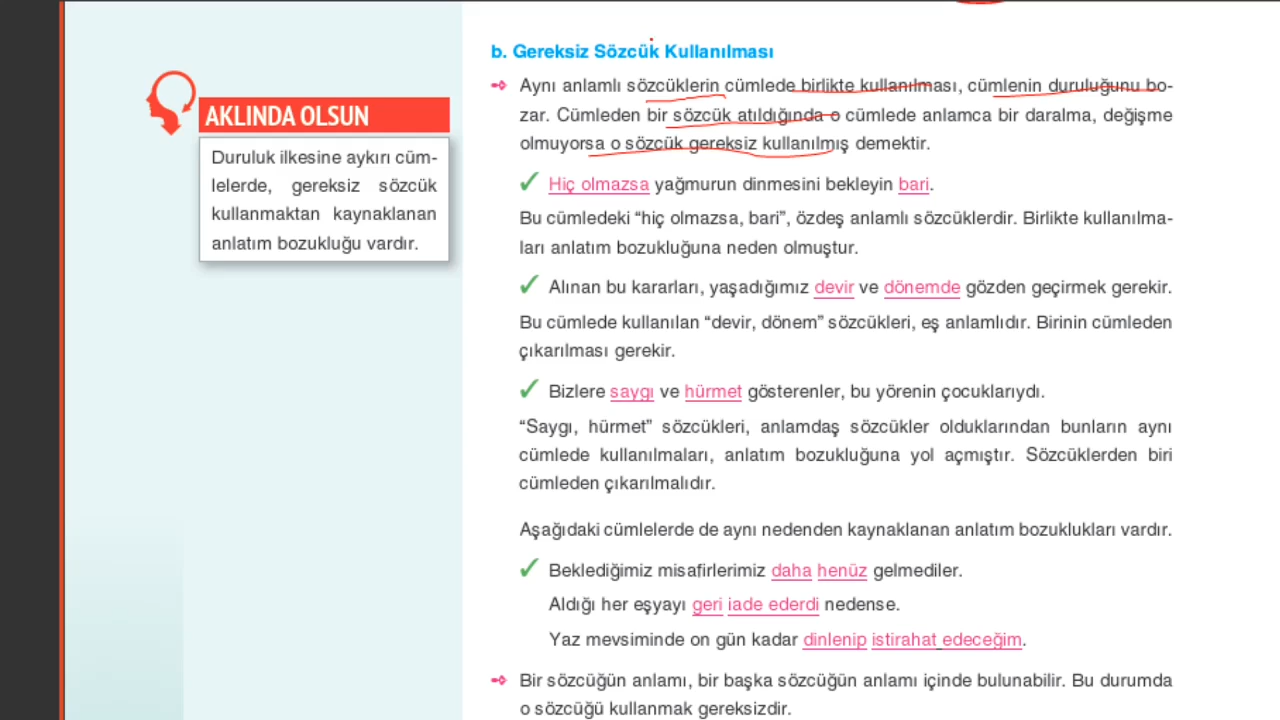 AKLINDA OLSUN
Duruluk ilkesine aykırı cüm-
lelerde, gereksiz sözcük
kullanmaktan kaynaklanan
anlatım bozukluğu vardır.
b. Gereksiz Sözcük Kullanılması
Aynı anlamlı sözcüklerin cümlede birlikte kullanılması, cümlenin duruluğunu bo-
zar. Cümleden bir sözcük atıldığında o cümlede anlamca bir daralma, değişme
olmuyorsa o sözcük gereksiz kullanılmış demektir.
✓ Hiç olmazsa yağmurun dinmesini bekleyin bari.
Bu cümledeki “hiç olmazsa, bari”, özdeş anlamlı sözcüklerdir. Birlikte kullanılma-
ları anlatım bozukluğuna neden olmuştur.
✓ Alınan bu kararları, yaşadığımız devir ve dönemde gözden geçirmek gerekir.
Bu cümlede kullanılan “devir, dönem” sözcükleri, eş anlamlıdır. Birinin cümleden
çıkarılması gerekir.
✓ Bizlere saygı ve hürmet gösterenler, bu yörenin çocuklarıydı.
“Saygı, hürmet” sözcükleri, anlamdaş sözcükler olduklarından bunların aynı
cümlede kullanılmaları, anlatım bozukluğuna yol açmıştır. Sözcüklerden biri
cümleden çıkarılmalıdır.
Aşağıdaki cümlelerde de aynı nedenden kaynaklanan anlatım bozuklukları vardır.
✓ Beklediğimiz misafirlerimiz daha henüz gelmediler.
Aldığı her eşyayı geri iade ederdi nedense.
Yaz mevsiminde on gün kadar dinlenip istirahat edeceğim.
Bir sözcüğün anlamı, bir başka sözcüğün anlamı içinde bulunabilir. Bu durumda
o sözcüğü kullanmak gereksizdir.